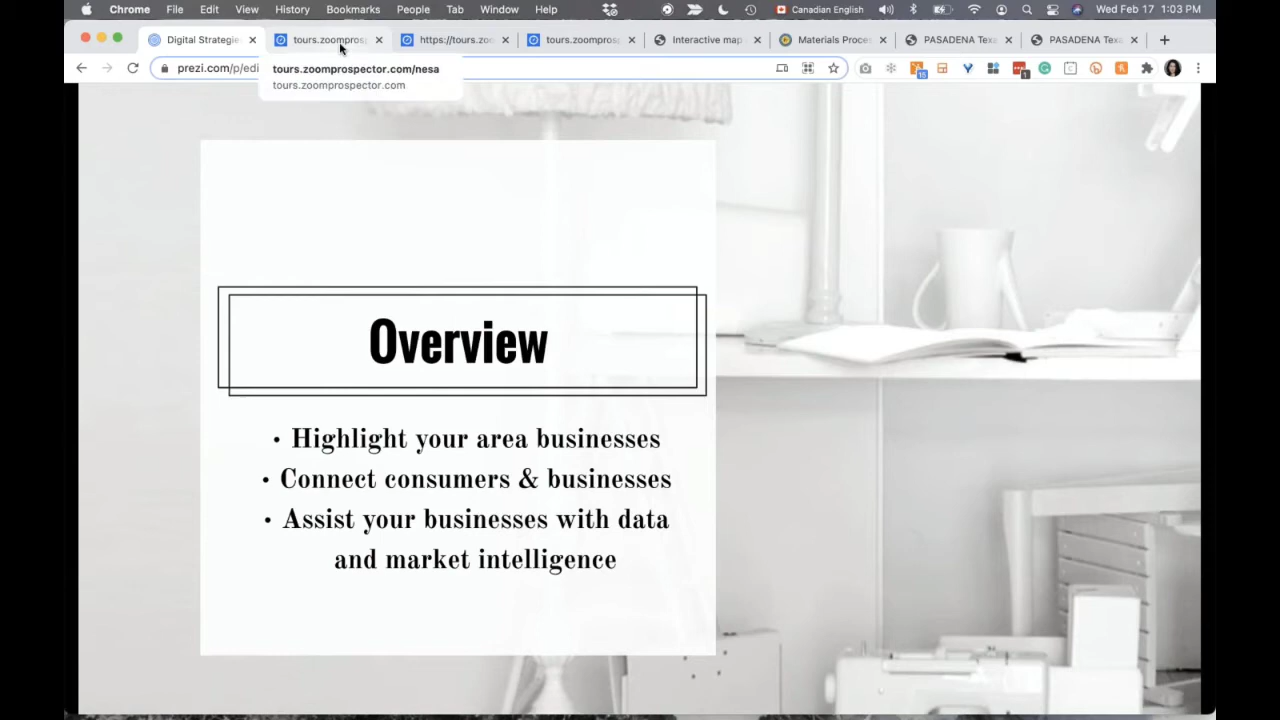 Chrome File Edit View History Bookmarks People Tab Window Help Canadian English Wed Feb 17 1:03 PM
Digital Strategie tours.zoompros https://tours.zo tours.zoompros Interactive map Materials Proce PASADENA Texa PASADENA Tex
prezi.com/p/edi
15
1
tours.zoomprospector.com/nesa
tours.zoomprospector.com
Overview
• Highlight your area businesses
• Connect consumers & businesses
• Assist your businesses with data
and market intelligence